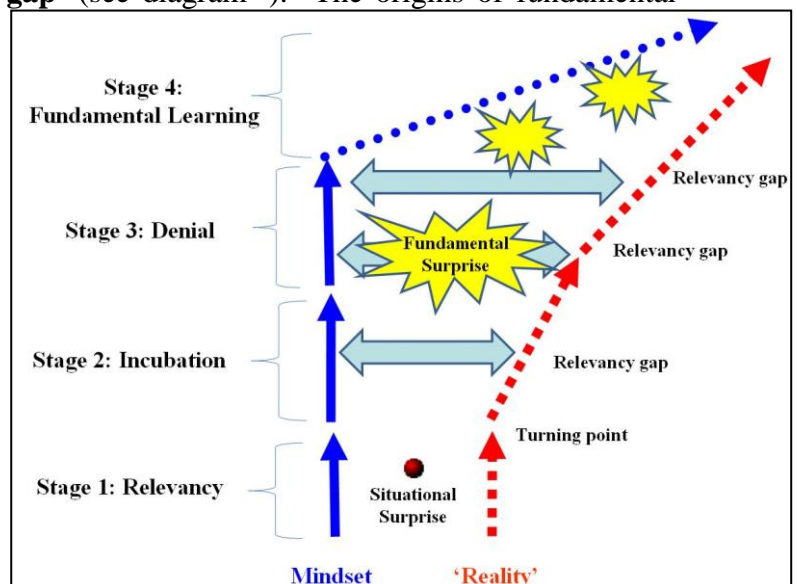 gap" (see diagram ). The origins of fundamental
Stage 4:
Fundamental Learning
Relevancy gap
Stage 3: Denial
Fundamental
Surprise
Relevancy gap
Stage 2: Incubation
Relevancy gap
Turning point
Stage 1: Relevancy
Situational
Surprise
Mindset
'Reality'